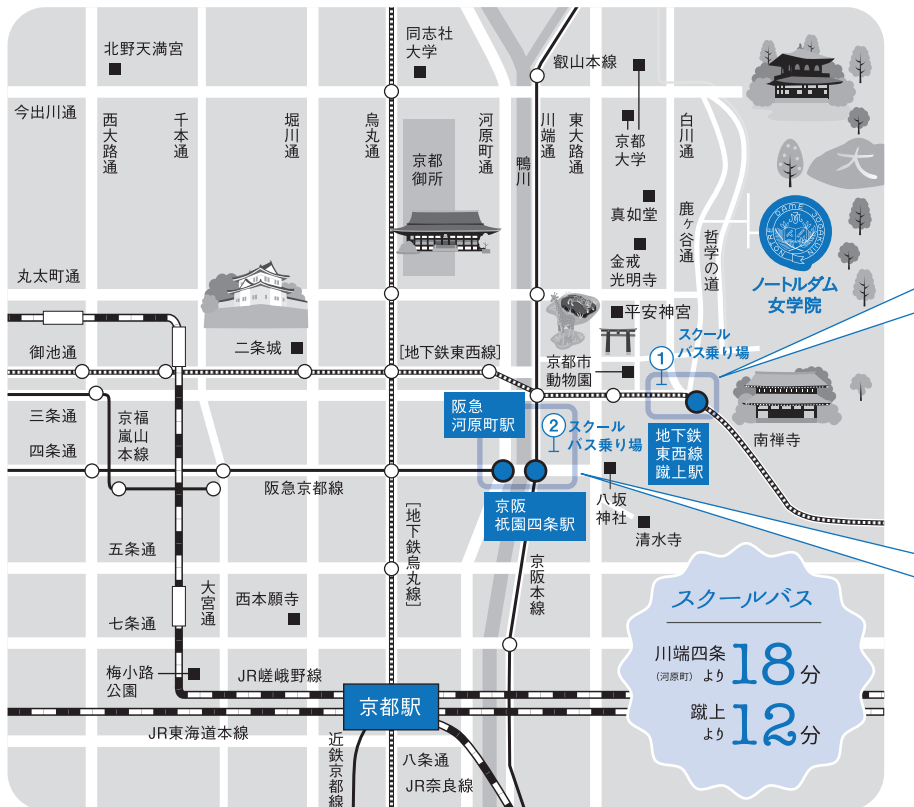 北野天満宮
同志社
大学
叡山本線
今出川通
西大路通
千本通
堀川通
烏丸通
京都
御所
河原町通
鴨川
川端通
東大路通
京都
大学
白川通
大
真如堂
鹿ヶ谷通
哲学の道
NOTRE DAME JOGAKUIN
ノートルダム
女学院
金戒
光明寺
丸太町通
平安神宮
スクール
バス乗り場
1
御池通
二条城
[地下鉄東西線]
京都市
動物園
三条通
京福
嵐山
本線
阪急
河原町駅
2
スクール
バス乗り場
地下鉄
東西線
蹴上駅
南禅寺
四条通
阪急京都線
京阪
祇園四条駅
八坂
神社
清水寺
[地下鉄烏丸線]
京阪本線
五条通
大宮通
西本願寺
七条通
梅小路
公園
JR嵯峨野線
京都駅
JR東海道本線
近鉄京都線
八条通
JR奈良線
スクールバス
川端四条
(河原町) より 18分
蹴上
より 12分